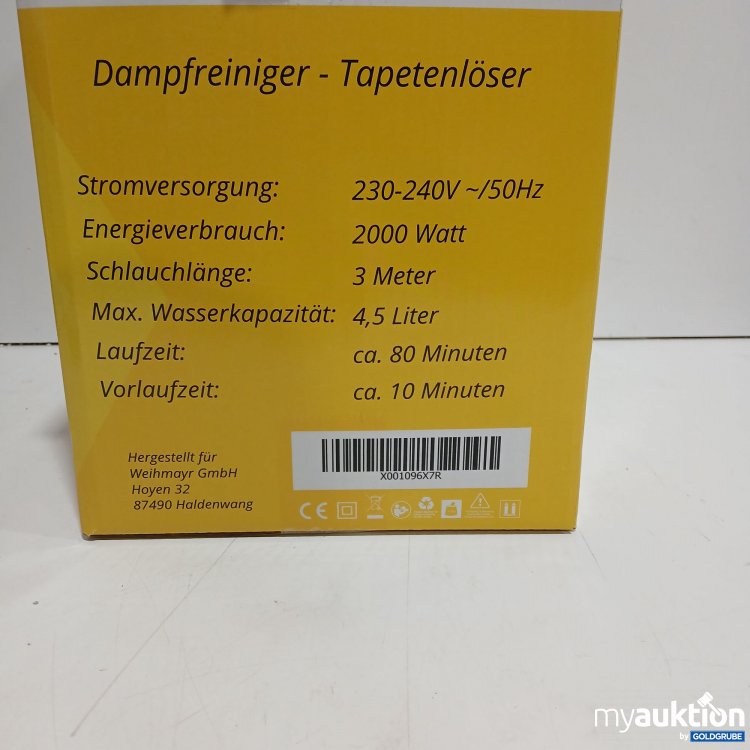 Dampfreiniger - Tapetenlöser
Stromversorgung: 230-240V ~/50Hz
Energieverbrauch: 2000 Watt
Schlauchlänge: 3 Meter
Max. Wasserkapazität: 4,5 Liter
Laufzeit: ca. 80 Minuten
Vorlaufzeit: ca. 10 Minuten
Hergestellt für
Weihmayr GmbH
Hoyen 32
87490 Haldenwang
X001096X7R
CE
myauktion
by GOLDGRUBE